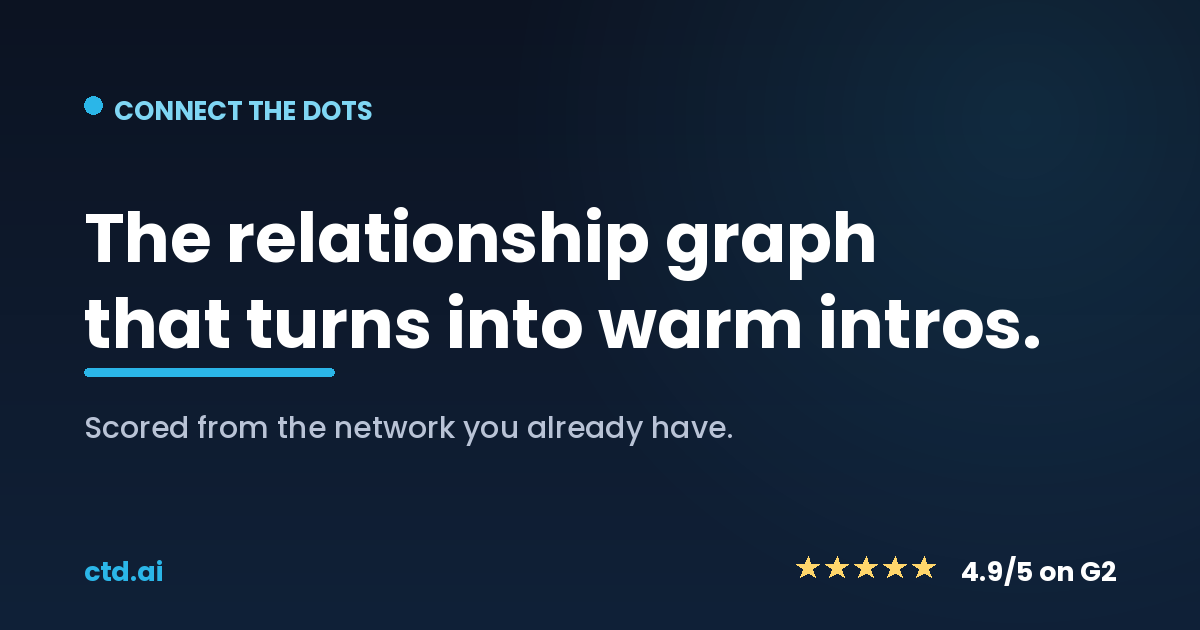 CONNECT THE DOTS
The relationship graph
that turns into warm intros.
Scored from the network you already have.
ctd.ai
4.9/5 on G2